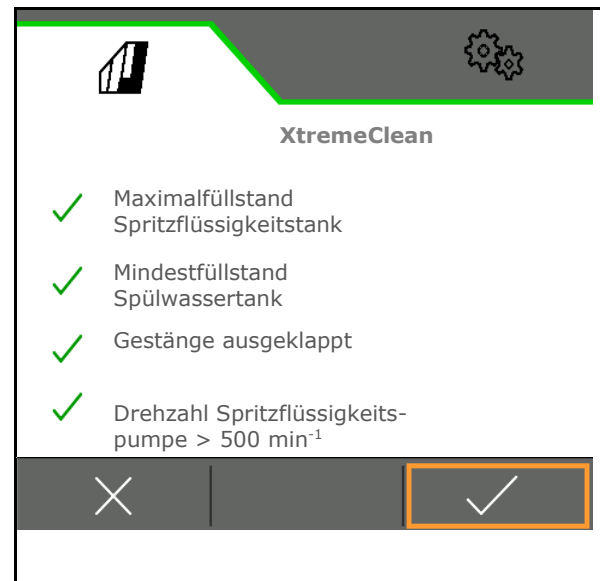 XtremeClean
Maximalfüllstand
Spritzflüssigkeitstank
Mindestfüllstand
Spülwassertank
Gestänge ausgeklappt
Drehzahl Spritzflüssigkeits-
pumpe > 500 min⁻¹